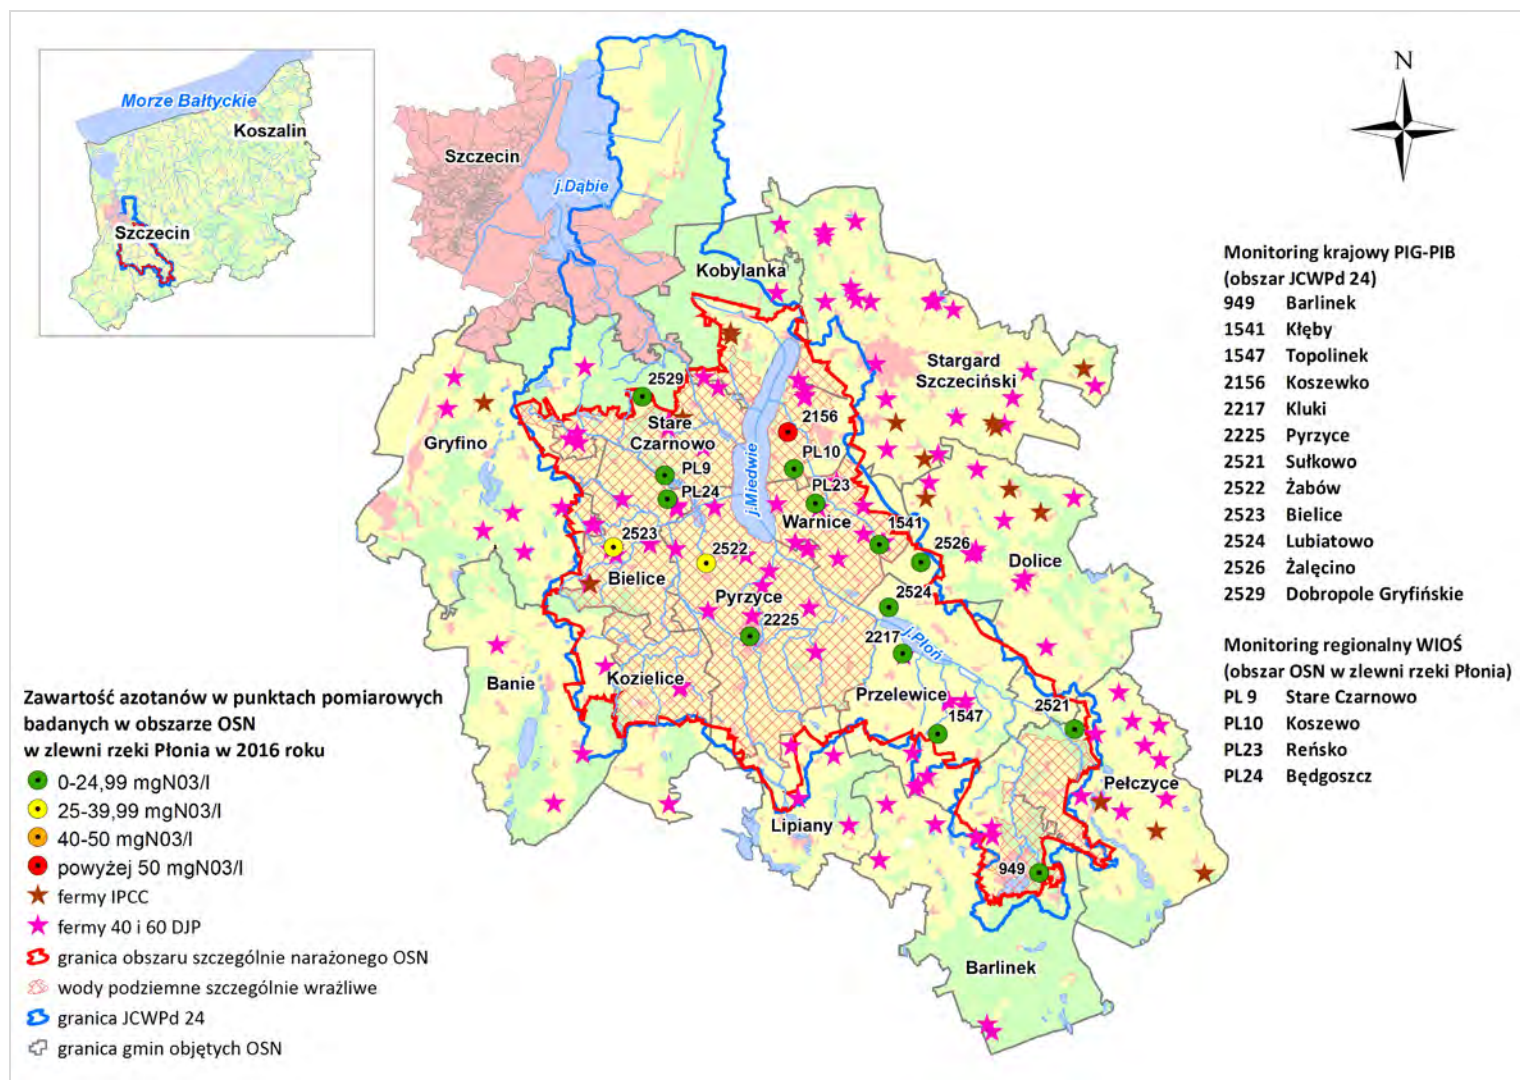 Morze Bałtyckie
Koszalin
Szczecin
N
Szczecin
j.Dąbie
Kobylanka
Stargard
Szczeciński
2529
Stare
Czarnowo
Gryfino
2156
PL10
PL9
PL23
PL24
j.Miedwie
Warnice
1541
2523
2522
2526
Bielice
Dolice
Pyrzyce
2524
2225
2217
j.Płoń
Banie
Kozielice
Przelewice
1547
2521
Pełczyce
Lipiany
949
Barlinek
Monitoring krajowy PIG-PIB
(obszar JCWPd 24)
949 Barlinek
1541 Kłęby
1547 Topolinek
2156 Koszewko
2217 Kluki
2225 Pyrzyce
2521 Sułkowo
2522 Żabów
2523 Bielice
2524 Lubiatowo
2526 Żalęcino
2529 Dobropole Gryfińskie
Monitoring regionalny WIOŚ
(obszar OSN w zlewni rzeki Płonia)
PL 9 Stare Czarnowo
PL10 Koszewo
PL23 Reńsko
PL24 Będgoszcz
Zawartość azotanów w punktach pomiarowych
badanych w obszarze OSN
w zlewni rzeki Płonia w 2016 roku
0-24,99 mgN03/l
25-39,99 mgN03/l
40-50 mgN03/l
powyżej 50 mgN03/l
fermy IPCC
fermy 40 i 60 DJP
granica obszaru szczególnie narażonego OSN
wody podziemne szczególnie wrażliwe
granica JCWPd 24
granica gmin objętych OSN